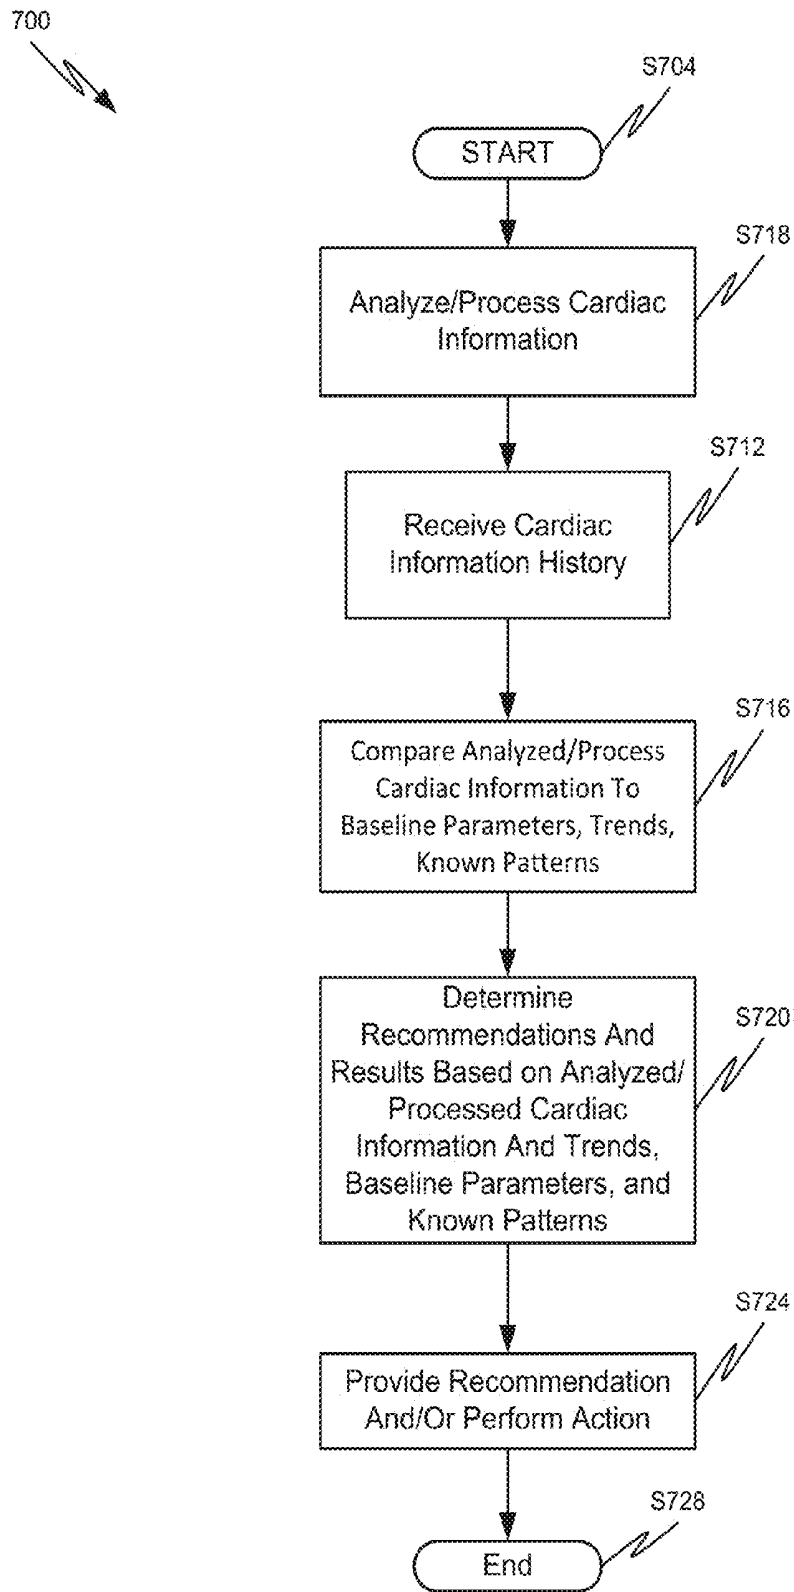 700
S704
START
S718
Analyze/Process Cardiac
Information
S712
Receive Cardiac
Information History
S716
Compare Analyzed/Process
Cardiac Information To
Baseline Parameters, Trends,
Known Patterns
S720
Determine
Recommendations And
Results Based on Analyzed/
Processed Cardiac
Information And Trends,
Baseline Parameters, and
Known Patterns
S724
Provide Recommendation
And/Or Perform Action
S728
End